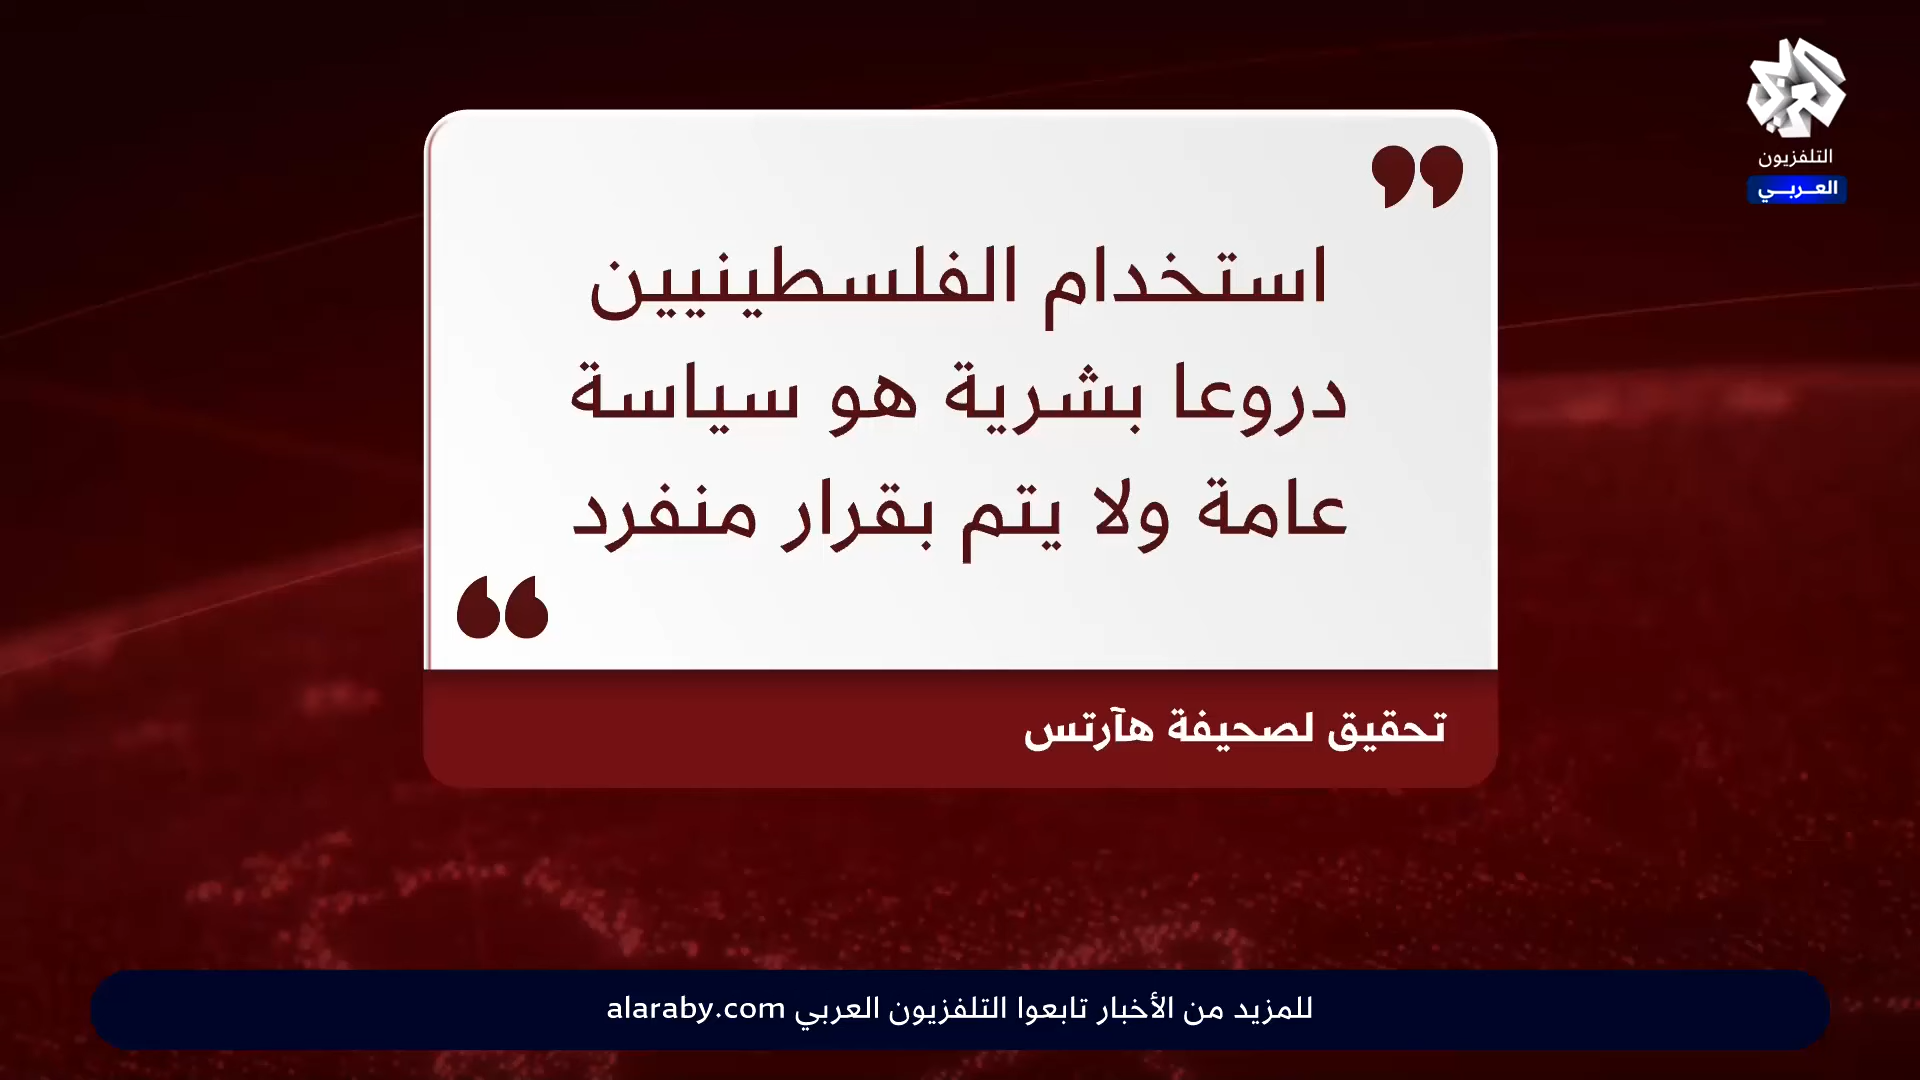 التلفزيون
العربي
استخدام الفلسطينيين
دروعا بشرية هو سياسة
عامة ولا يتم بقرار منفرد
تحقيق لصحيفة هآرتس
للمزيد من الأخبار تابعوا التلفزيون العربي alaraby.com